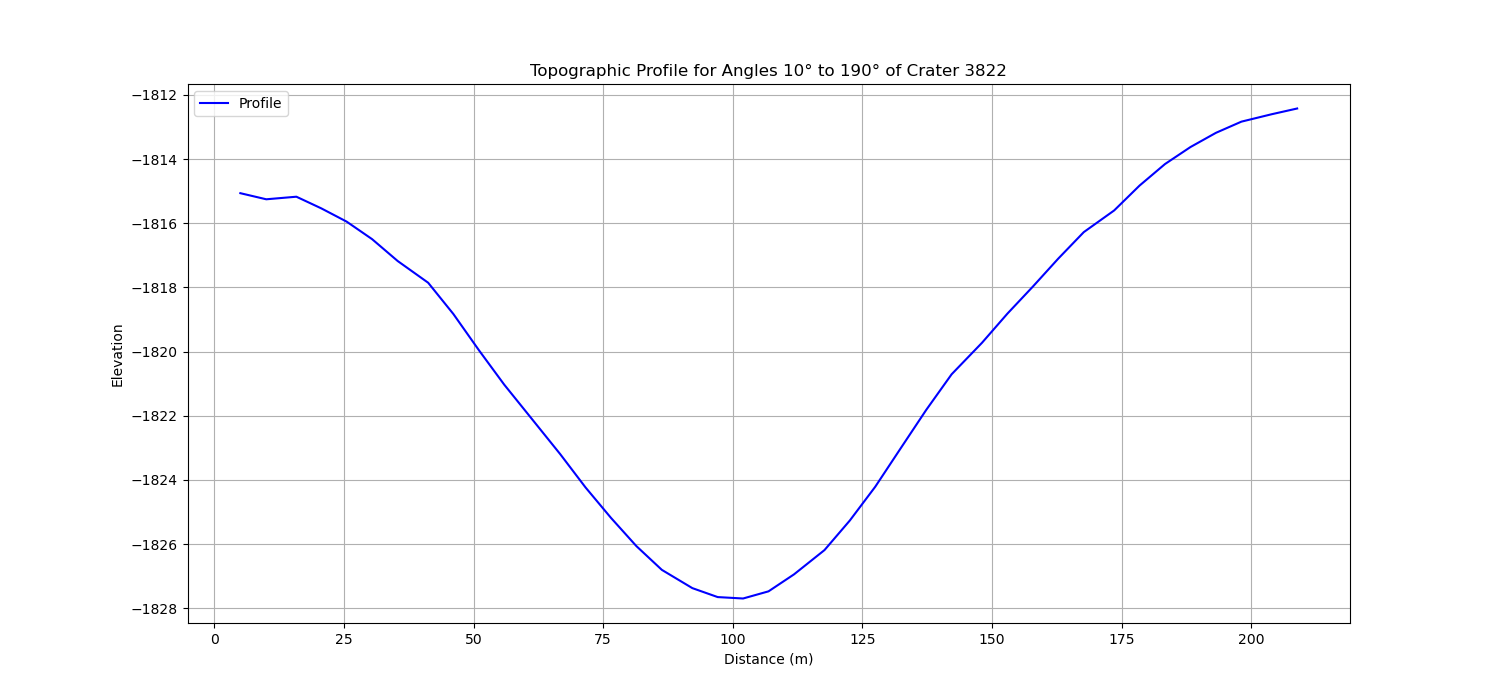 Topographic Profile for Angles 10° to 190° of Crater 3822
Profile
−1812
−1814
−1816
−1818
−1820
−1822
−1824
−1826
−1828
Elevation
0 25 50 75 100 125 150 175 200
Distance (m)